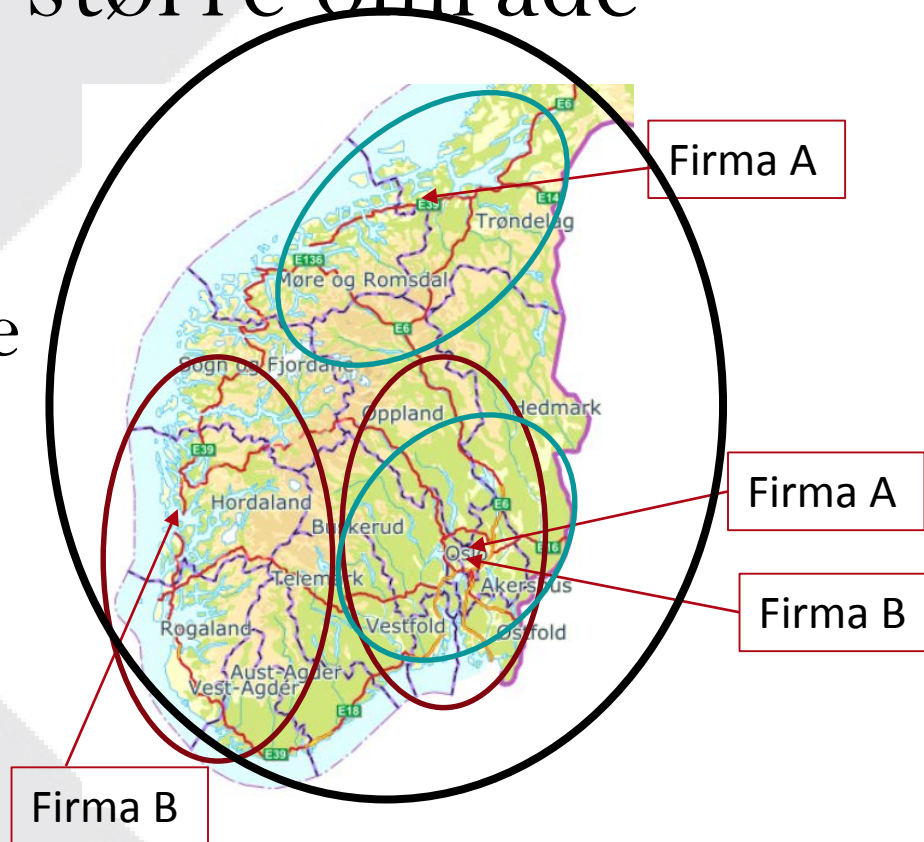 større område
e
E6
Firma A
E39
E14
Trøndelag
E136
Møre og Romsdal
E6
Sogn og Fjordane
Oppland
Hedmark
E39
Hordaland
E6
Firma A
Buskerud
Oslo
E16
Telemark
Akershus
Firma B
Rogaland
Vestfold
Østfold
Aust-Agder
Vest-Agder
E18
E39
Firma B